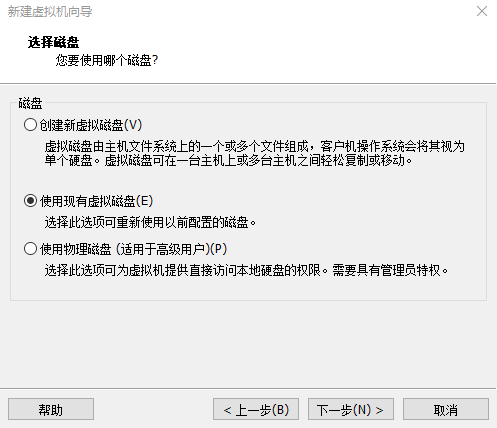 新建虚拟机向导
选择磁盘
您要使用哪个磁盘?
磁盘
创建新虚拟磁盘(V)
虚拟磁盘由主机文件系统上的一个或多个文件组成，客户机操作系统会将其视为
单个硬盘。虚拟磁盘可在一台主机上或多台主机之间轻松复制或移动。
使用现有虚拟磁盘(E)
选择此选项可重新使用以前配置的磁盘。
使用物理磁盘 (适用于高级用户)(P)
选择此选项可为虚拟机提供直接访问本地硬盘的权限。需要具有管理员特权。
帮助
< 上一步(B)
下一步(N) >
取消